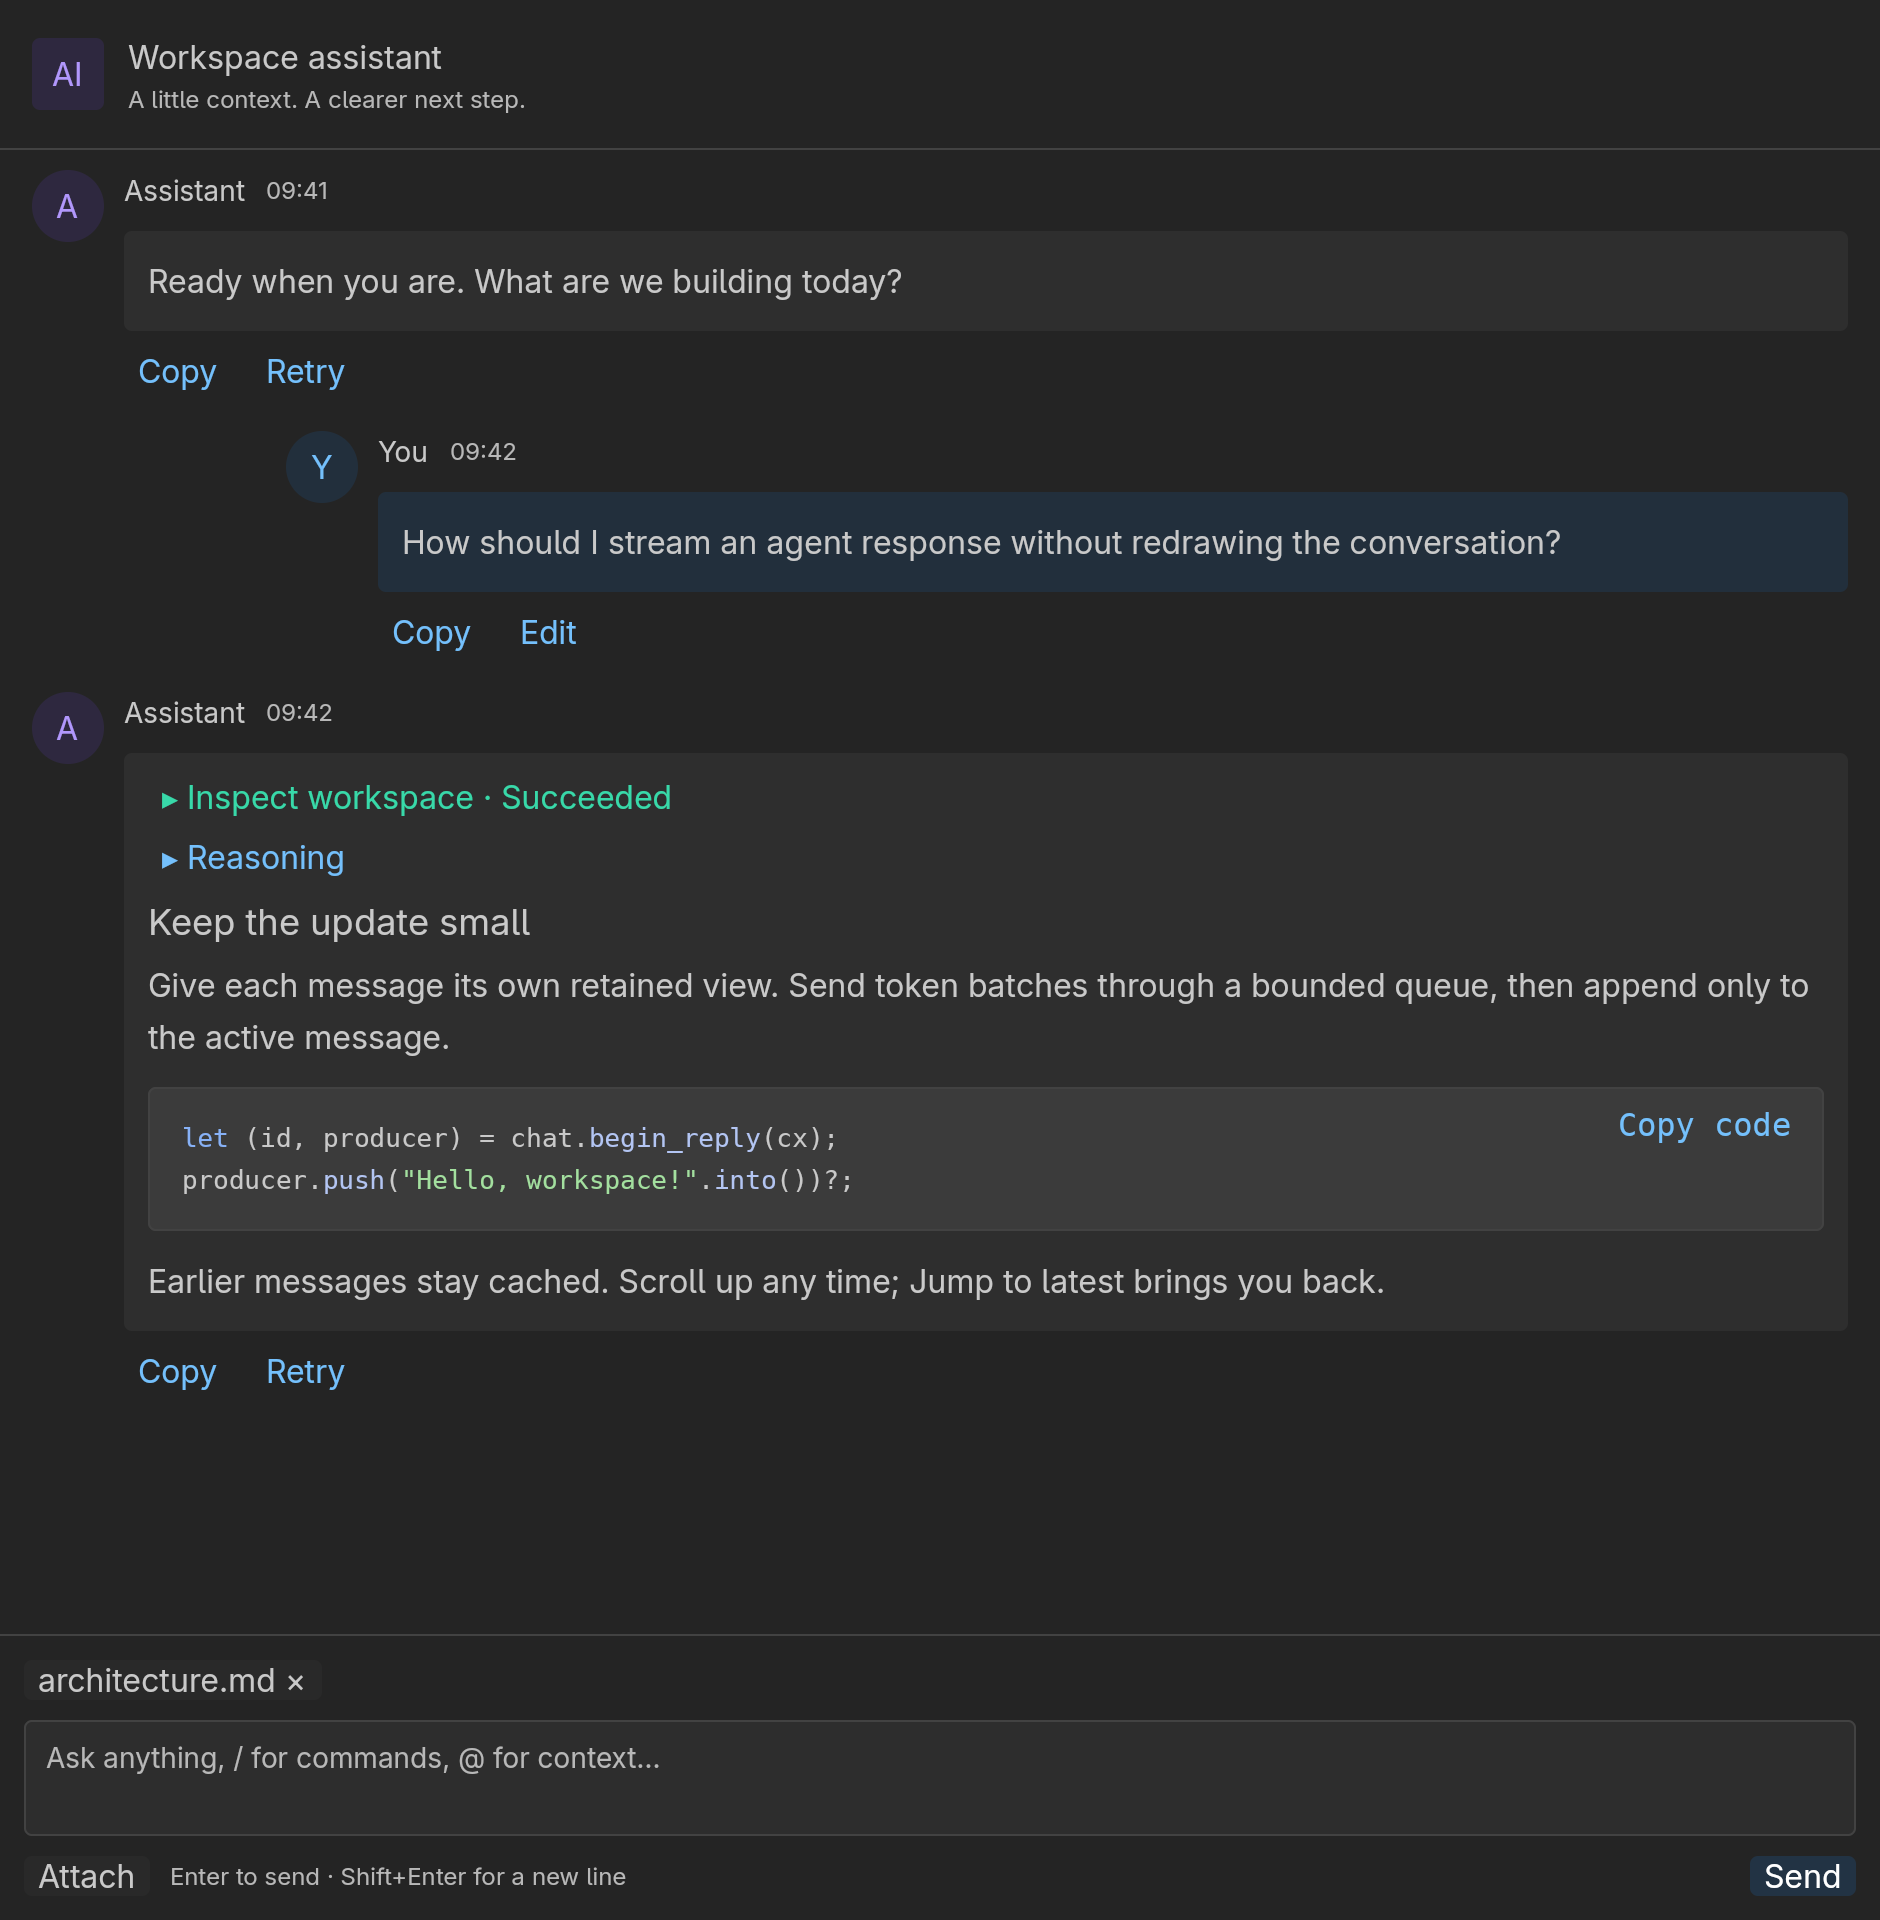 AI
Workspace assistant
A little context. A clearer next step.
A
Assistant 09:41
Ready when you are. What are we building today?
Copy Retry
Y
You 09:42
How should I stream an agent response without redrawing the conversation?
Copy Edit
A
Assistant 09:42
▸ Inspect workspace · Succeeded
▸ Reasoning
Keep the update small
Give each message its own retained view. Send token batches through a bounded queue, then append only to
the active message.
Copy code
let (id, producer) = chat.begin_reply(cx);
producer.push("Hello, workspace!".into())?;
Earlier messages stay cached. Scroll up any time; Jump to latest brings you back.
Copy Retry
architecture.md ×
Ask anything, / for commands, @ for context...
Attach Enter to send · Shift+Enter for a new line Send